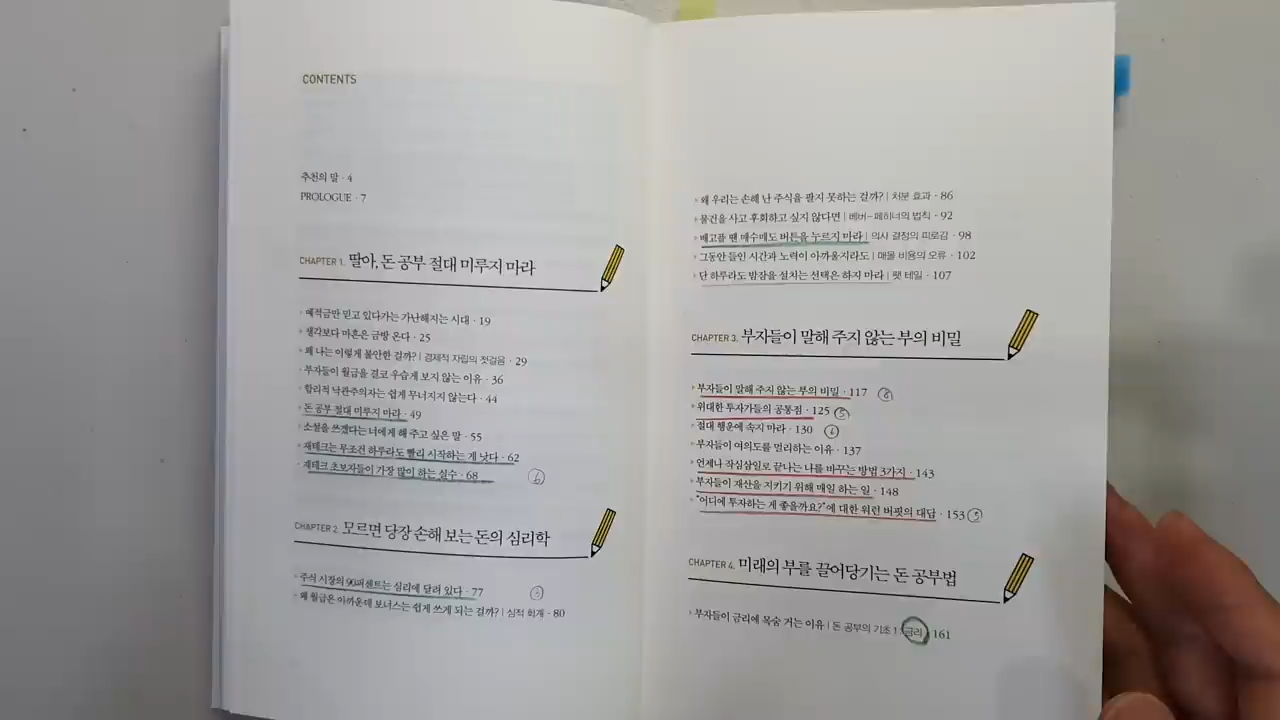 CONTENTS
추천의 말 · 4
PROLOGUE · 7
CHAPTER 1. 딸아, 돈 공부 절대 미루지 마라
· 예적금만 믿고 있다가는 가난해지는 시대 · 19
· 생각보다 마흔은 금방 온다 · 25
· 왜 나는 이렇게 불안한 걸까? | 경제적 자립의 첫걸음 · 29
· 부자들이 월급을 결코 우습게 보지 않는 이유 · 36
· 합리적 낙관주의자는 쉽게 무너지지 않는다 · 44
· 돈 공부 절대 미루지 마라 · 49
· 소설을 쓰겠다는 너에게 해 주고 싶은 말 · 55
· 재테크는 무조건 하루라도 빨리 시작하는 게 낫다 · 62
· 재테크 초보자들이 가장 많이 하는 실수 · 68
CHAPTER 2. 모르면 당장 손해 보는 돈의 심리학
· 주식 시장의 90퍼센트는 심리에 달려 있다 · 77
· 왜 월급은 아까운데 보너스는 쉽게 쓰게 되는 걸까? | 심적 회계 · 80
· 왜 우리는 손해 난 주식을 팔지 못하는 걸까? | 처분 효과 · 86
· 물건을 사고 후회하고 싶지 않다면 | 베버-페히너의 법칙 · 92
· 배고플 땐 매수매도 버튼을 누르지 마라 | 의사 결정의 피로감 · 98
· 그동안 들인 시간과 노력이 아까울지라도 | 매몰 비용의 오류 · 102
· 단 하루라도 밤잠을 설치는 선택은 하지 마라 | 팻 테일 · 107
CHAPTER 3. 부자들이 말해 주지 않는 부의 비밀
· 부자들이 말해 주지 않는 부의 비밀 · 117
· 위대한 투자가들의 공통점 · 125
· 절대 행운에 속지 마라 · 130
· 부자들이 여의도를 멀리하는 이유 · 137
· 언제나 작심삼일로 끝나는 나를 바꾸는 방법 3가지 · 143
· 부자들이 재산을 지키기 위해 매일 하는 일 · 148
· "어디에 투자하는 게 좋을까요?"에 대한 워런 버핏의 대답 · 153
CHAPTER 4. 미래의 부를 끌어당기는 돈 공부법
· 부자들이 금리에 목숨 거는 이유 | 돈 공부의 기초 1 : 금리 · 161